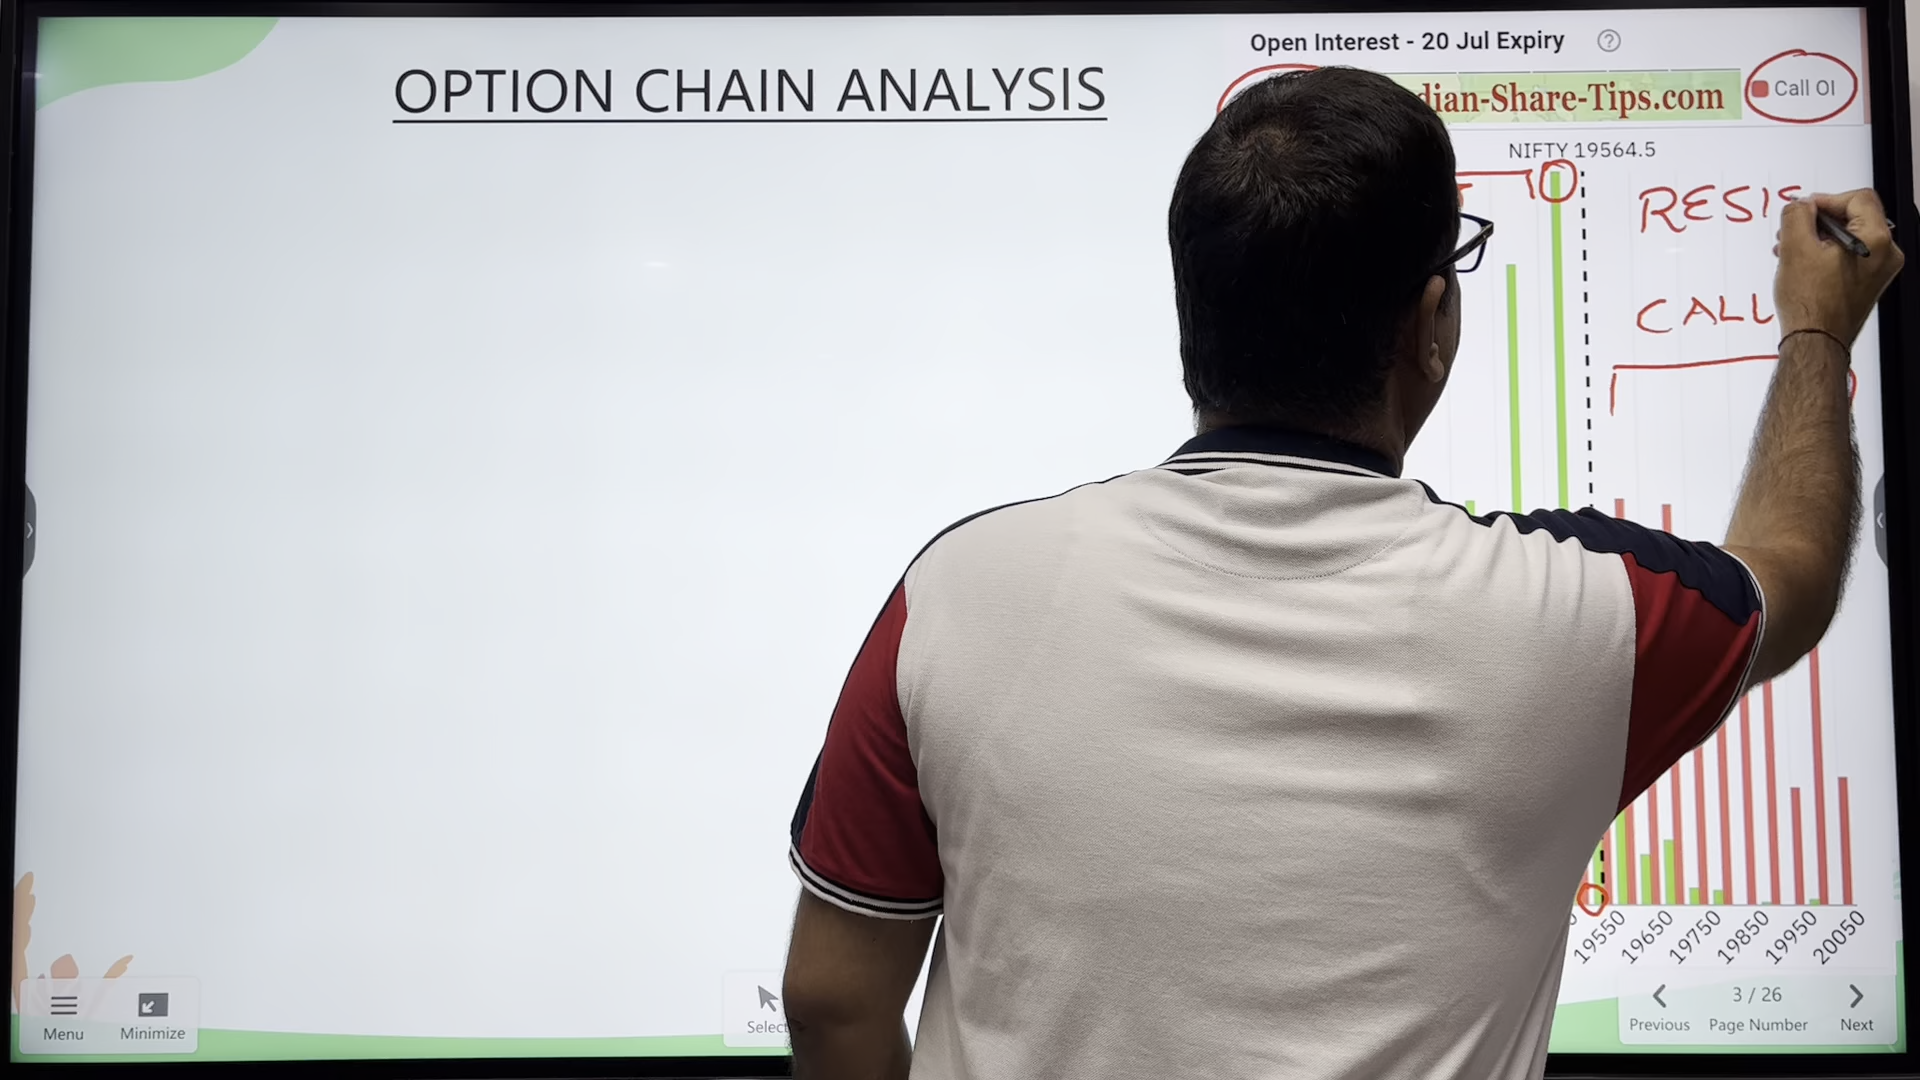 Open Interest - 20 Jul Expiry ?
OPTION CHAIN ANALYSIS
dian-Share-Tips.com
Call OI
NIFTY 19564.5
RESIS
CALL
19550
19650
19750
19850
19950
20050
Menu
Minimize
Select
3 / 26
Previous
Page Number
Next